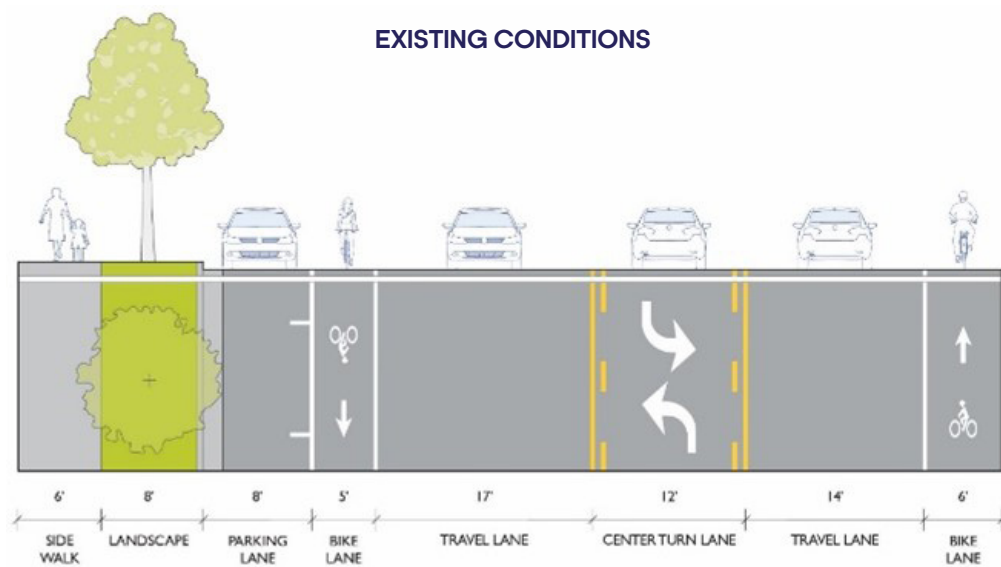 EXISTING CONDITIONS
6' 8' 8' 5' 17' 12' 14' 6'
SIDE WALK
LANDSCAPE
PARKING LANE
BIKE LANE
TRAVEL LANE
CENTER TURN LANE
TRAVEL LANE
BIKE LANE